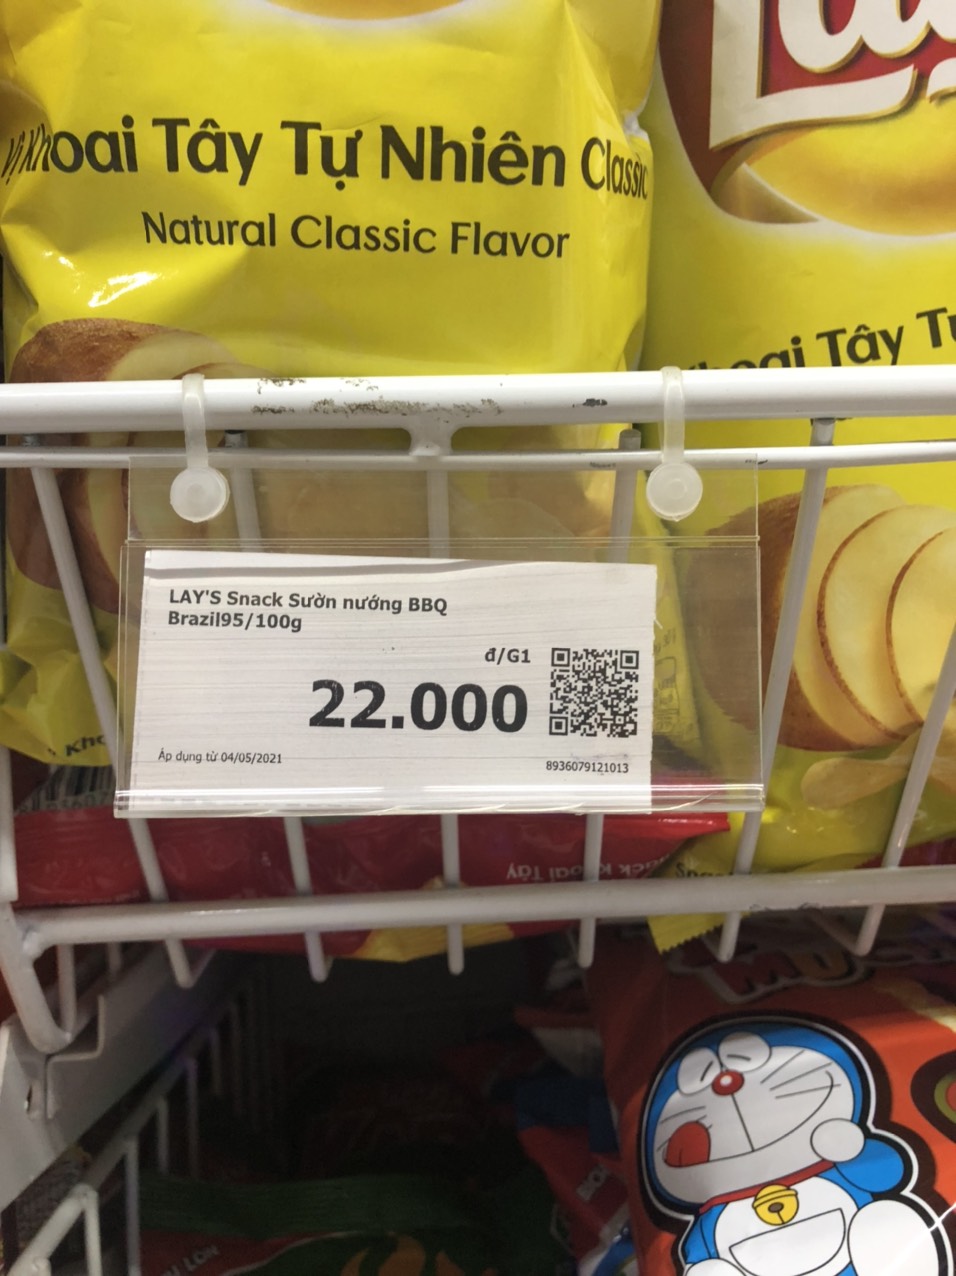 Lay's
Vị Khoai Tây Tự Nhiên Classic
Natural Classic Flavor
Khoai Tây Tự
LAY'S Snack Sườn nướng BBQ
Brazil95/100g
đ/G1
22.000
Áp dụng từ 04/05/2021
8936079121013